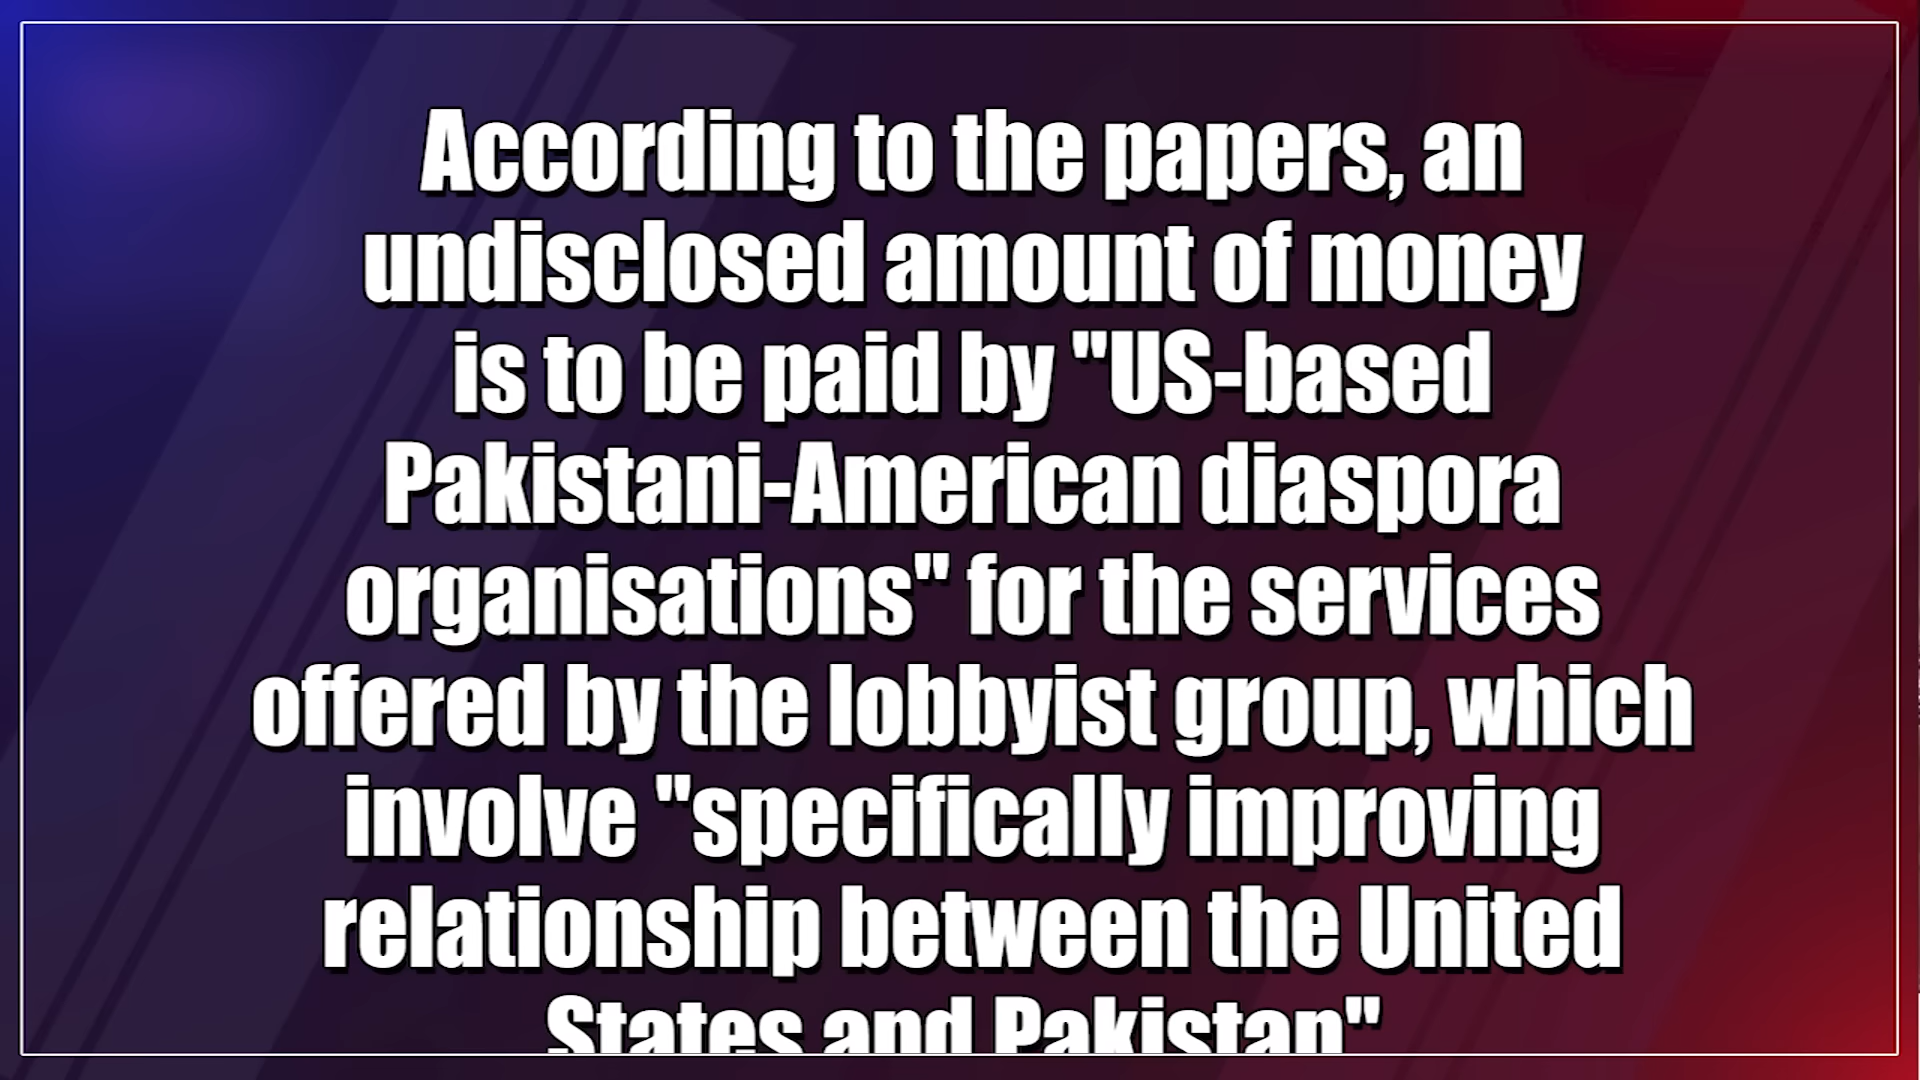 According to the papers, an
undisclosed amount of money
is to be paid by "US-based
Pakistani-American diaspora
organisations" for the services
offered by the lobbyist group, which
involve "specifically improving
relationship between the United
States and Pakistan"